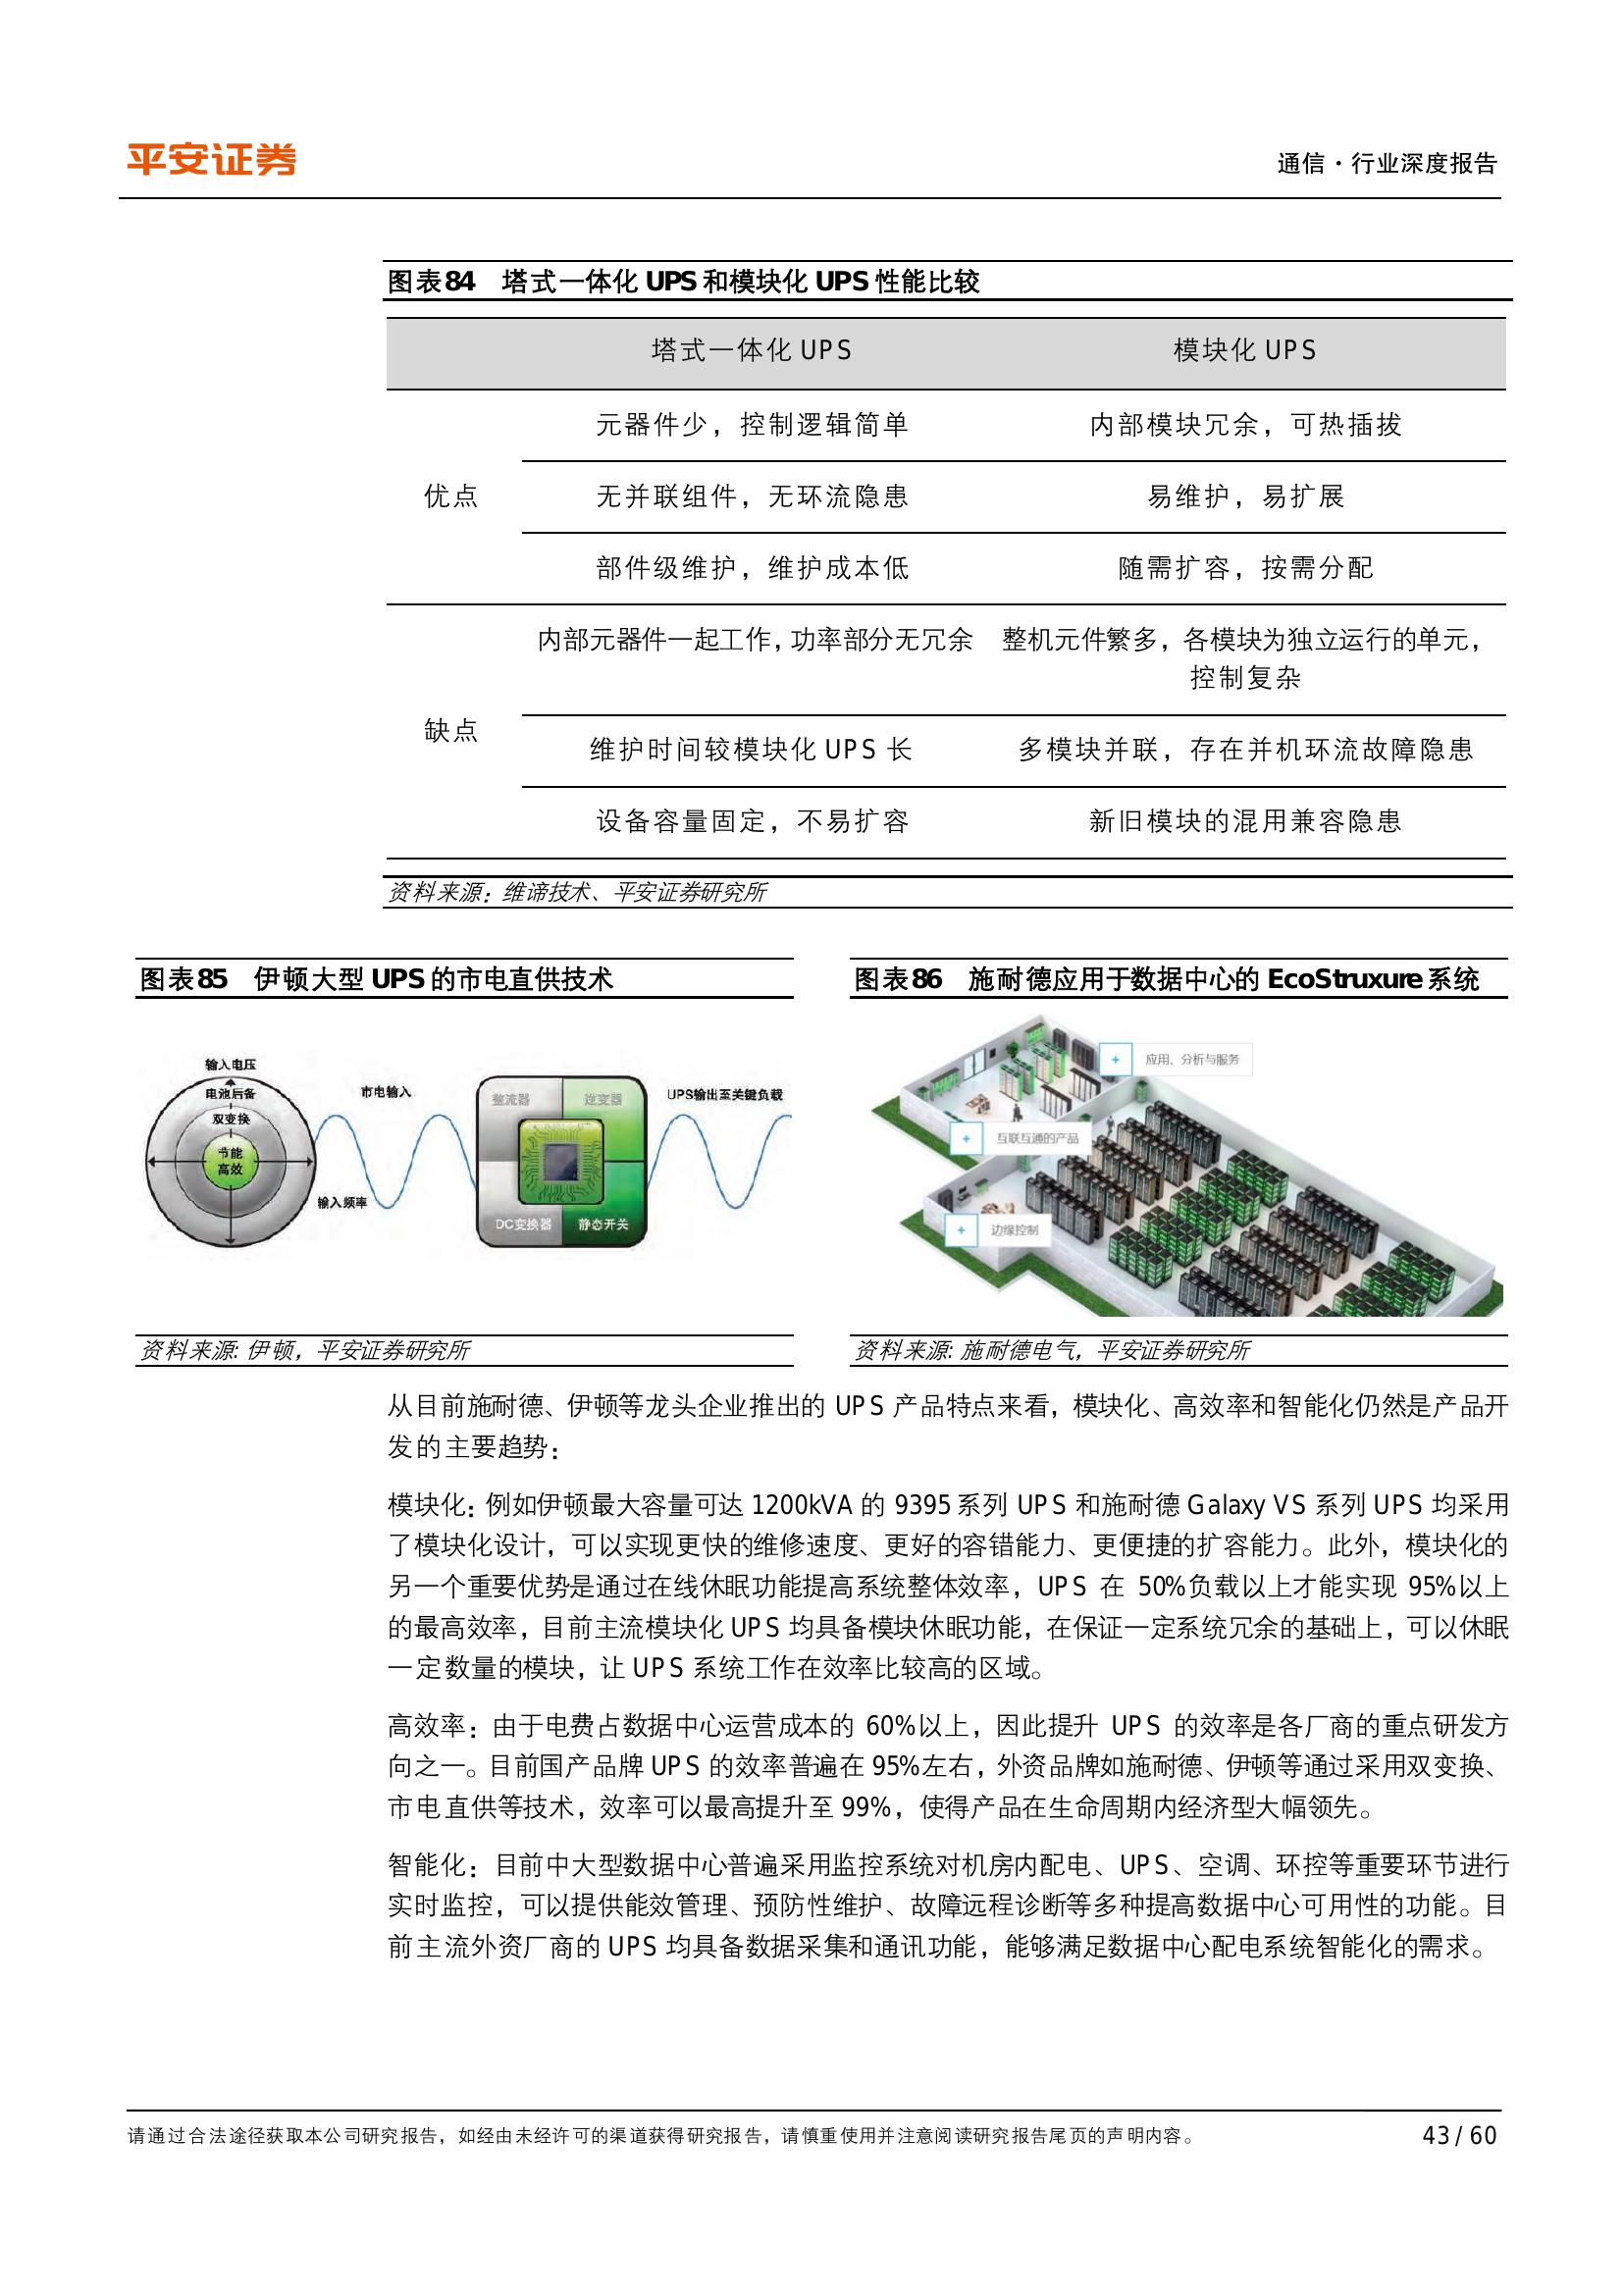 平安证券
通信·行业深度报告
图表84 塔式一体化 UPS 和模块化 UPS 性能比较
塔式一体化 UPS 模块化 UPS
元器件少，控制逻辑简单 内部模块冗余，可热插拔
优点 无并联组件，无环流隐患 易维护，易扩展
部件级维护，维护成本低 随需扩容，按需分配
内部元器件一起工作，功率部分无冗余 整机元件繁多，各模块为独立运行的单元，
控制复杂
缺点 维护时间较模块化 UPS 长 多模块并联，存在并机环流故障隐患
设备容量固定，不易扩容 新旧模块的混用兼容隐患
资料来源：维谛技术、平安证券研究所
图表85 伊顿大型 UPS 的市电直供技术
输入电压
电池后备
双变换
节能
高效
输入频率
市电输入
整流器 逆变器
DC变换器 静态开关
UPS输出至关键负载
资料来源: 伊顿，平安证券研究所
图表86 施耐德应用于数据中心的 EcoStruxure 系统
+ 应用、分析与服务
+ 互联互通的产品
+ 边缘控制
资料来源: 施耐德电气，平安证券研究所
从目前施耐德、伊顿等龙头企业推出的 UPS 产品特点来看，模块化、高效率和智能化仍然是产品开
发的主要趋势：
模块化：例如伊顿最大容量可达 1200kVA 的 9395 系列 UPS 和施耐德 Galaxy VS 系列 UPS 均采用
了模块化设计，可以实现更快的维修速度、更好的容错能力、更便捷的扩容能力。此外，模块化的
另一个重要优势是通过在线休眠功能提高系统整体效率，UPS 在 50%负载以上才能实现 95%以上
的最高效率，目前主流模块化 UPS 均具备模块休眠功能，在保证一定系统冗余的基础上，可以休眠
一定数量的模块，让 UPS 系统工作在效率比较高的区域。
高效率：由于电费占数据中心运营成本的 60%以上，因此提升 UPS 的效率是各厂商的重点研发方
向之一。目前国产品牌 UPS 的效率普遍在 95%左右，外资品牌如施耐德、伊顿等通过采用双变换、
市电直供等技术，效率可以最高提升至 99%，使得产品在生命周期内经济型大幅领先。
智能化：目前中大型数据中心普遍采用监控系统对机房内配电、UPS、空调、环控等重要环节进行
实时监控，可以提供能效管理、预防性维护、故障远程诊断等多种提高数据中心可用性的功能。目
前主流外资厂商的 UPS 均具备数据采集和通讯功能，能够满足数据中心配电系统智能化的需求。
请通过合法途径获取本公司研究报告，如经由未经许可的渠道获得研究报告，请慎重使用并注意阅读研究报告尾页的声明内容。
43 / 60